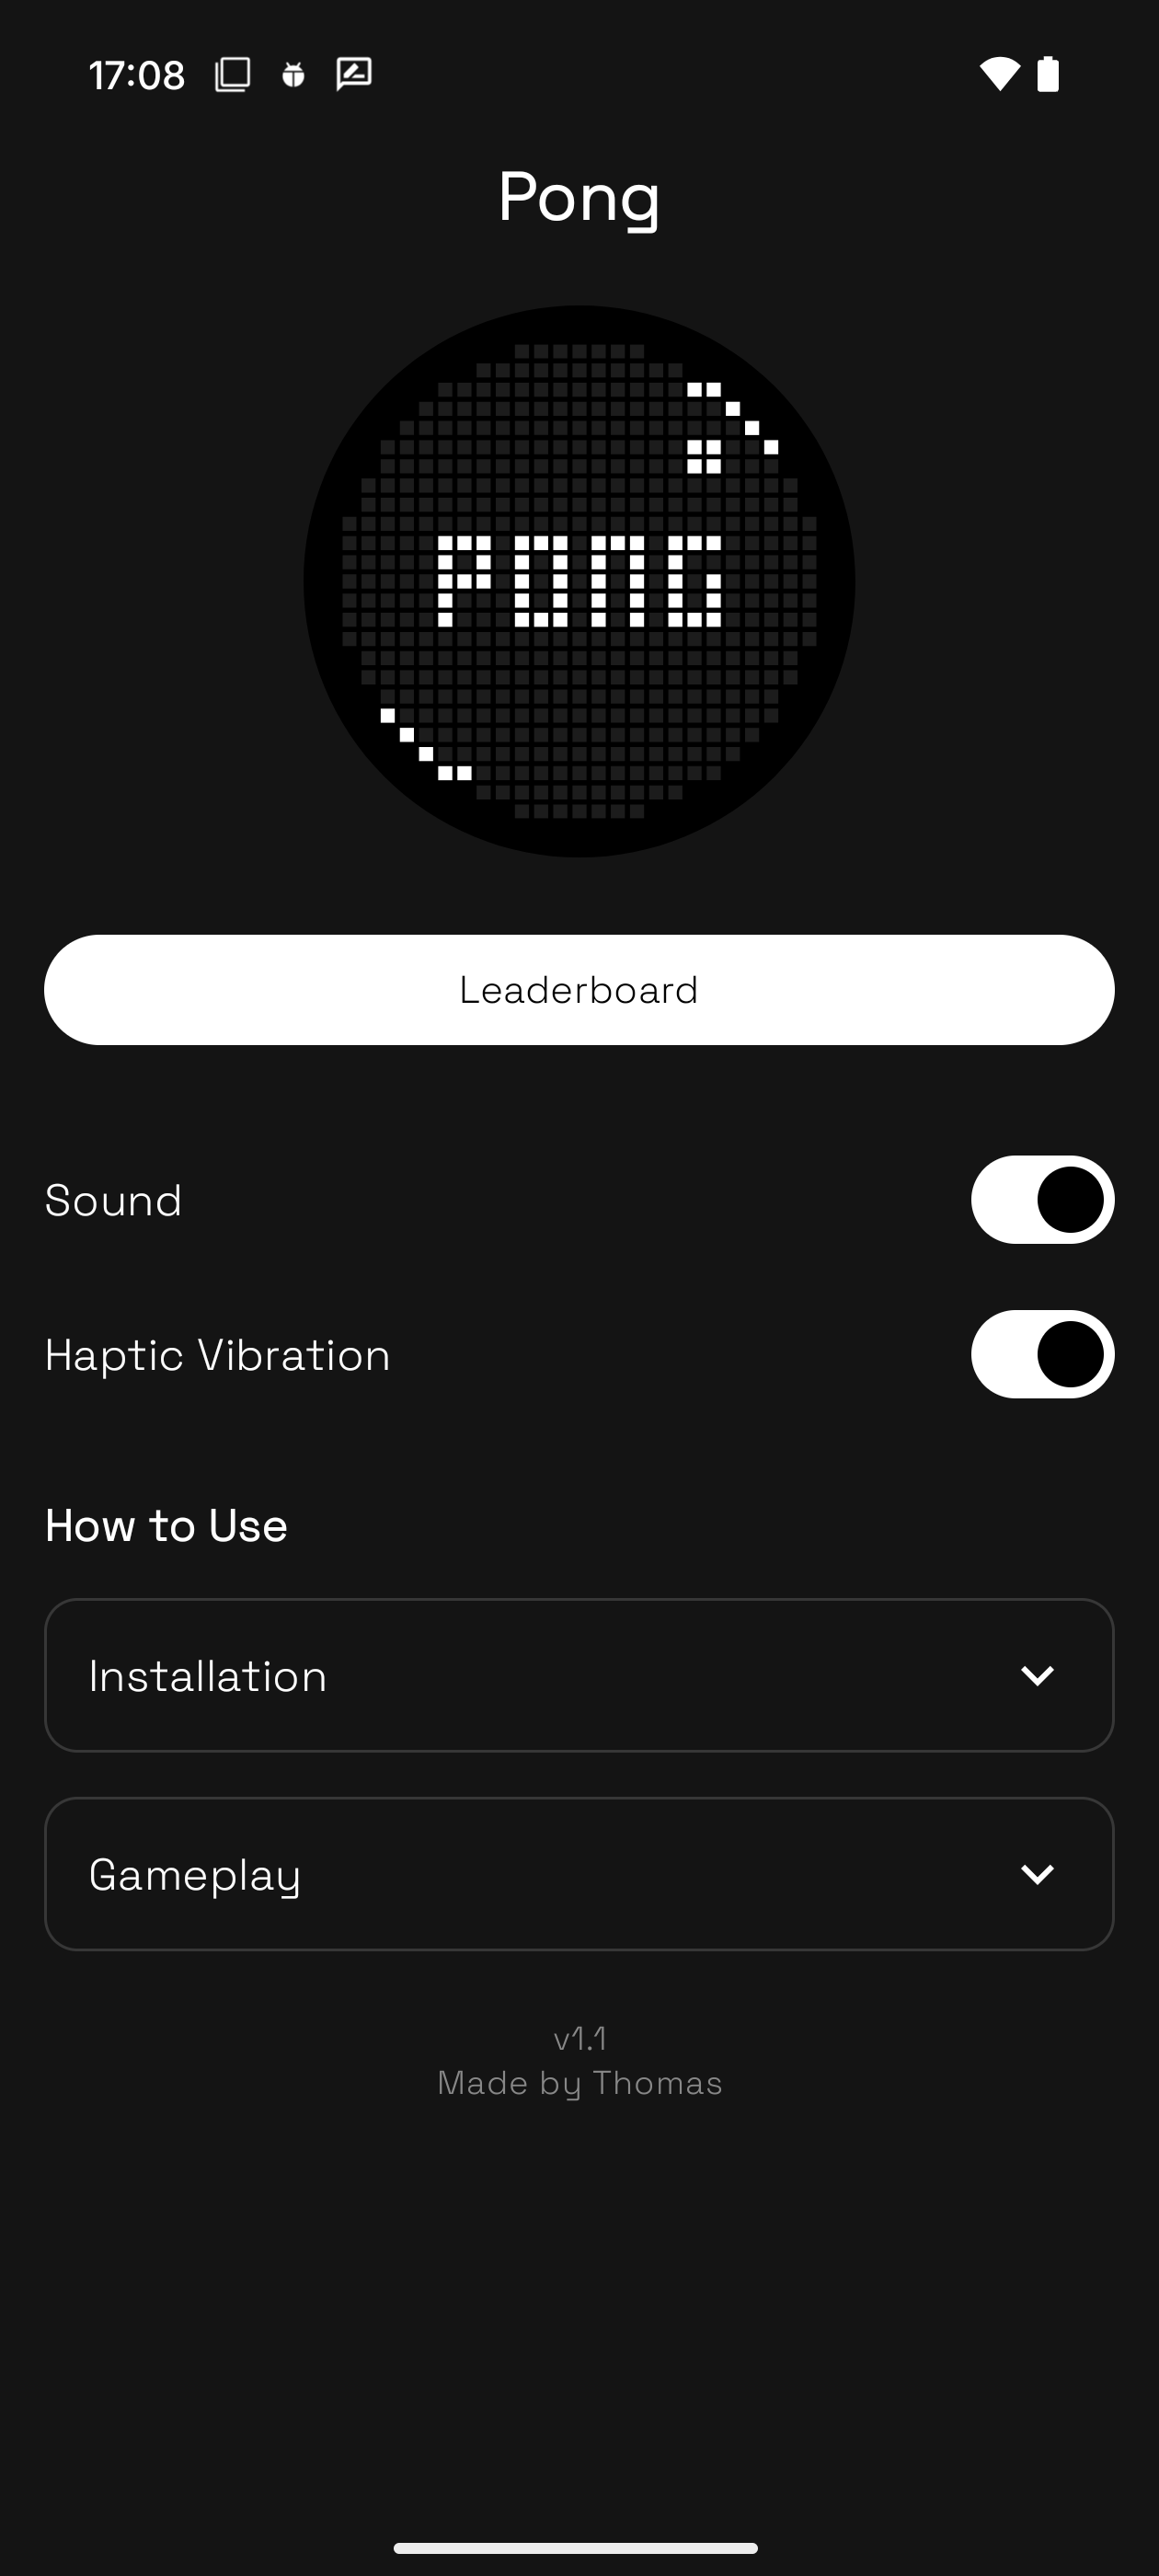 17:08
Pong
PONG
Leaderboard
Sound
Haptic Vibration
How to Use
Installation
Gameplay
v1.1
Made by Thomas